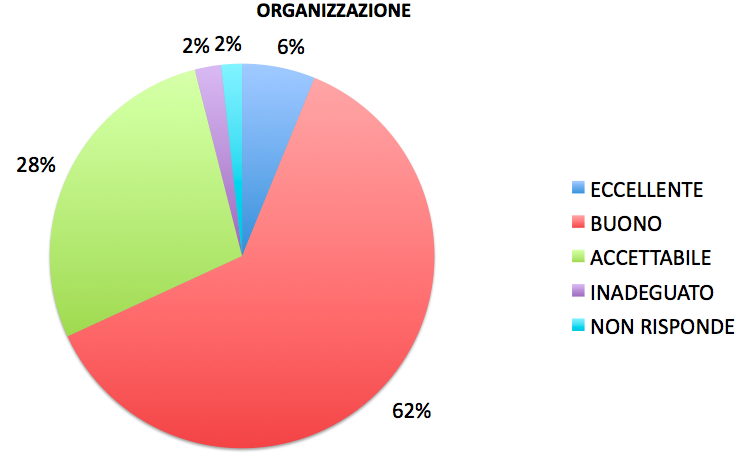 ORGANIZZAZIONE
2% 2% 6%
28%
62%
ECCELLENTE
BUONO
ACCETTABILE
INADEGUATO
NON RISPONDE